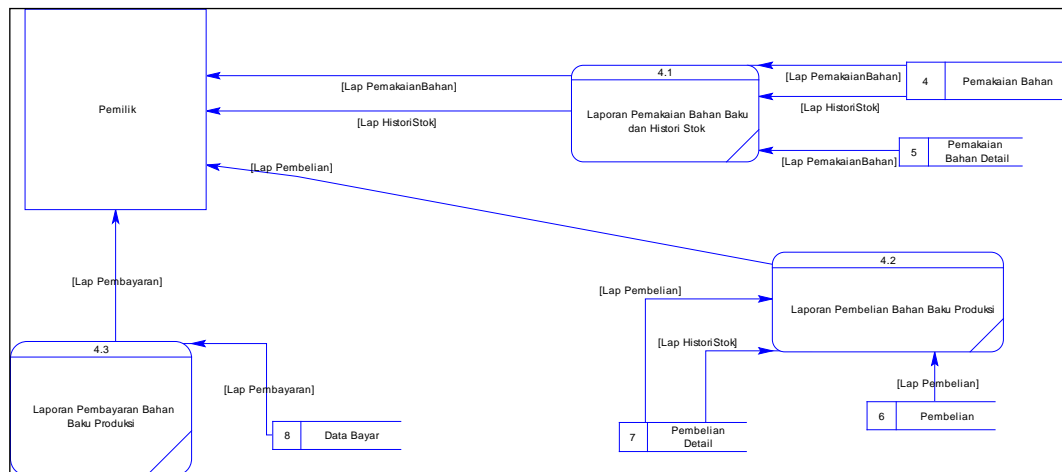 4.1
[Lap PemakaianBahan]
[Lap PemakaianBahan]
4
Pemakaian Bahan
Pemilik
[Lap HistoriStok]
Laporan Pemakaian Bahan Baku
dan Histori Stok
[Lap HistoriStok]
[Lap Pembelian]
[Lap PemakaianBahan]
5
Pemakaian
Bahan Detail
4.2
[Lap Pembayaran]
[Lap Pembelian]
Laporan Pembelian Bahan Baku Produksi
4.3
[Lap HistoriStok]
Laporan Pembayaran Bahan
Baku Produksi
[Lap Pembayaran]
[Lap Pembelian]
8
Data Bayar
7
Pembelian
Detail
6
Pembelian